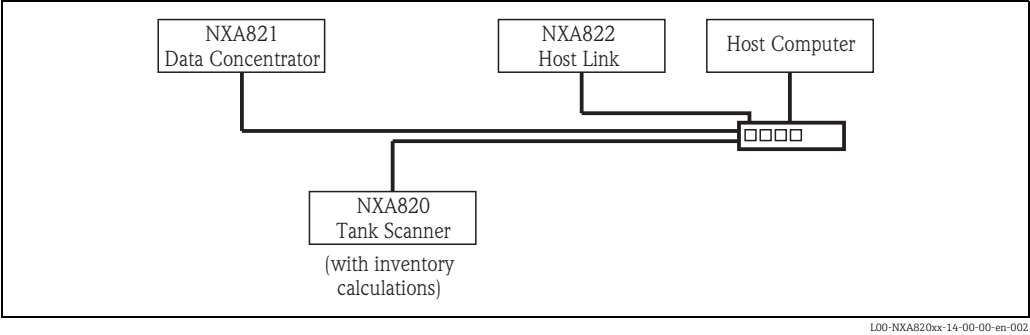 NXA821
Data Concentrator
NXA822
Host Link
Host Computer
NXA820
Tank Scanner
(with inventory
calculations)
L00-NXA820xx-14-00-00-en-002